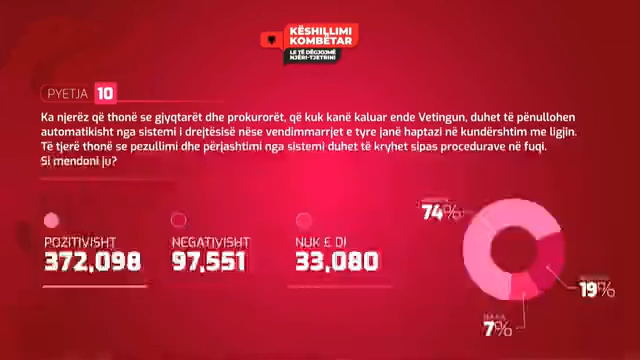 KËSHILLIMI
KOMBËTAR
LE TË DËGJOJMË
NJËRI-TJETRIN!
PYETJA 10
Ka njerëz që thonë se gjyqtarët dhe prokurorët, që kuk kanë kaluar ende Vetingun, duhet të pënullohen
automatikisht nga sistemi i drejtësisë nëse vendimmarrjet e tyre janë haptazi në kundërshtim me ligjin.
Të tjerë thonë se pezullimi dhe përjashtimi nga sistemi duhet të kryhet sipas procedurave në fuqi.
Si mendoni ju?
POZITIVISHT
372,098
NEGATIVISHT
97,551
NUK E DI
33,080
74%
19%
7%